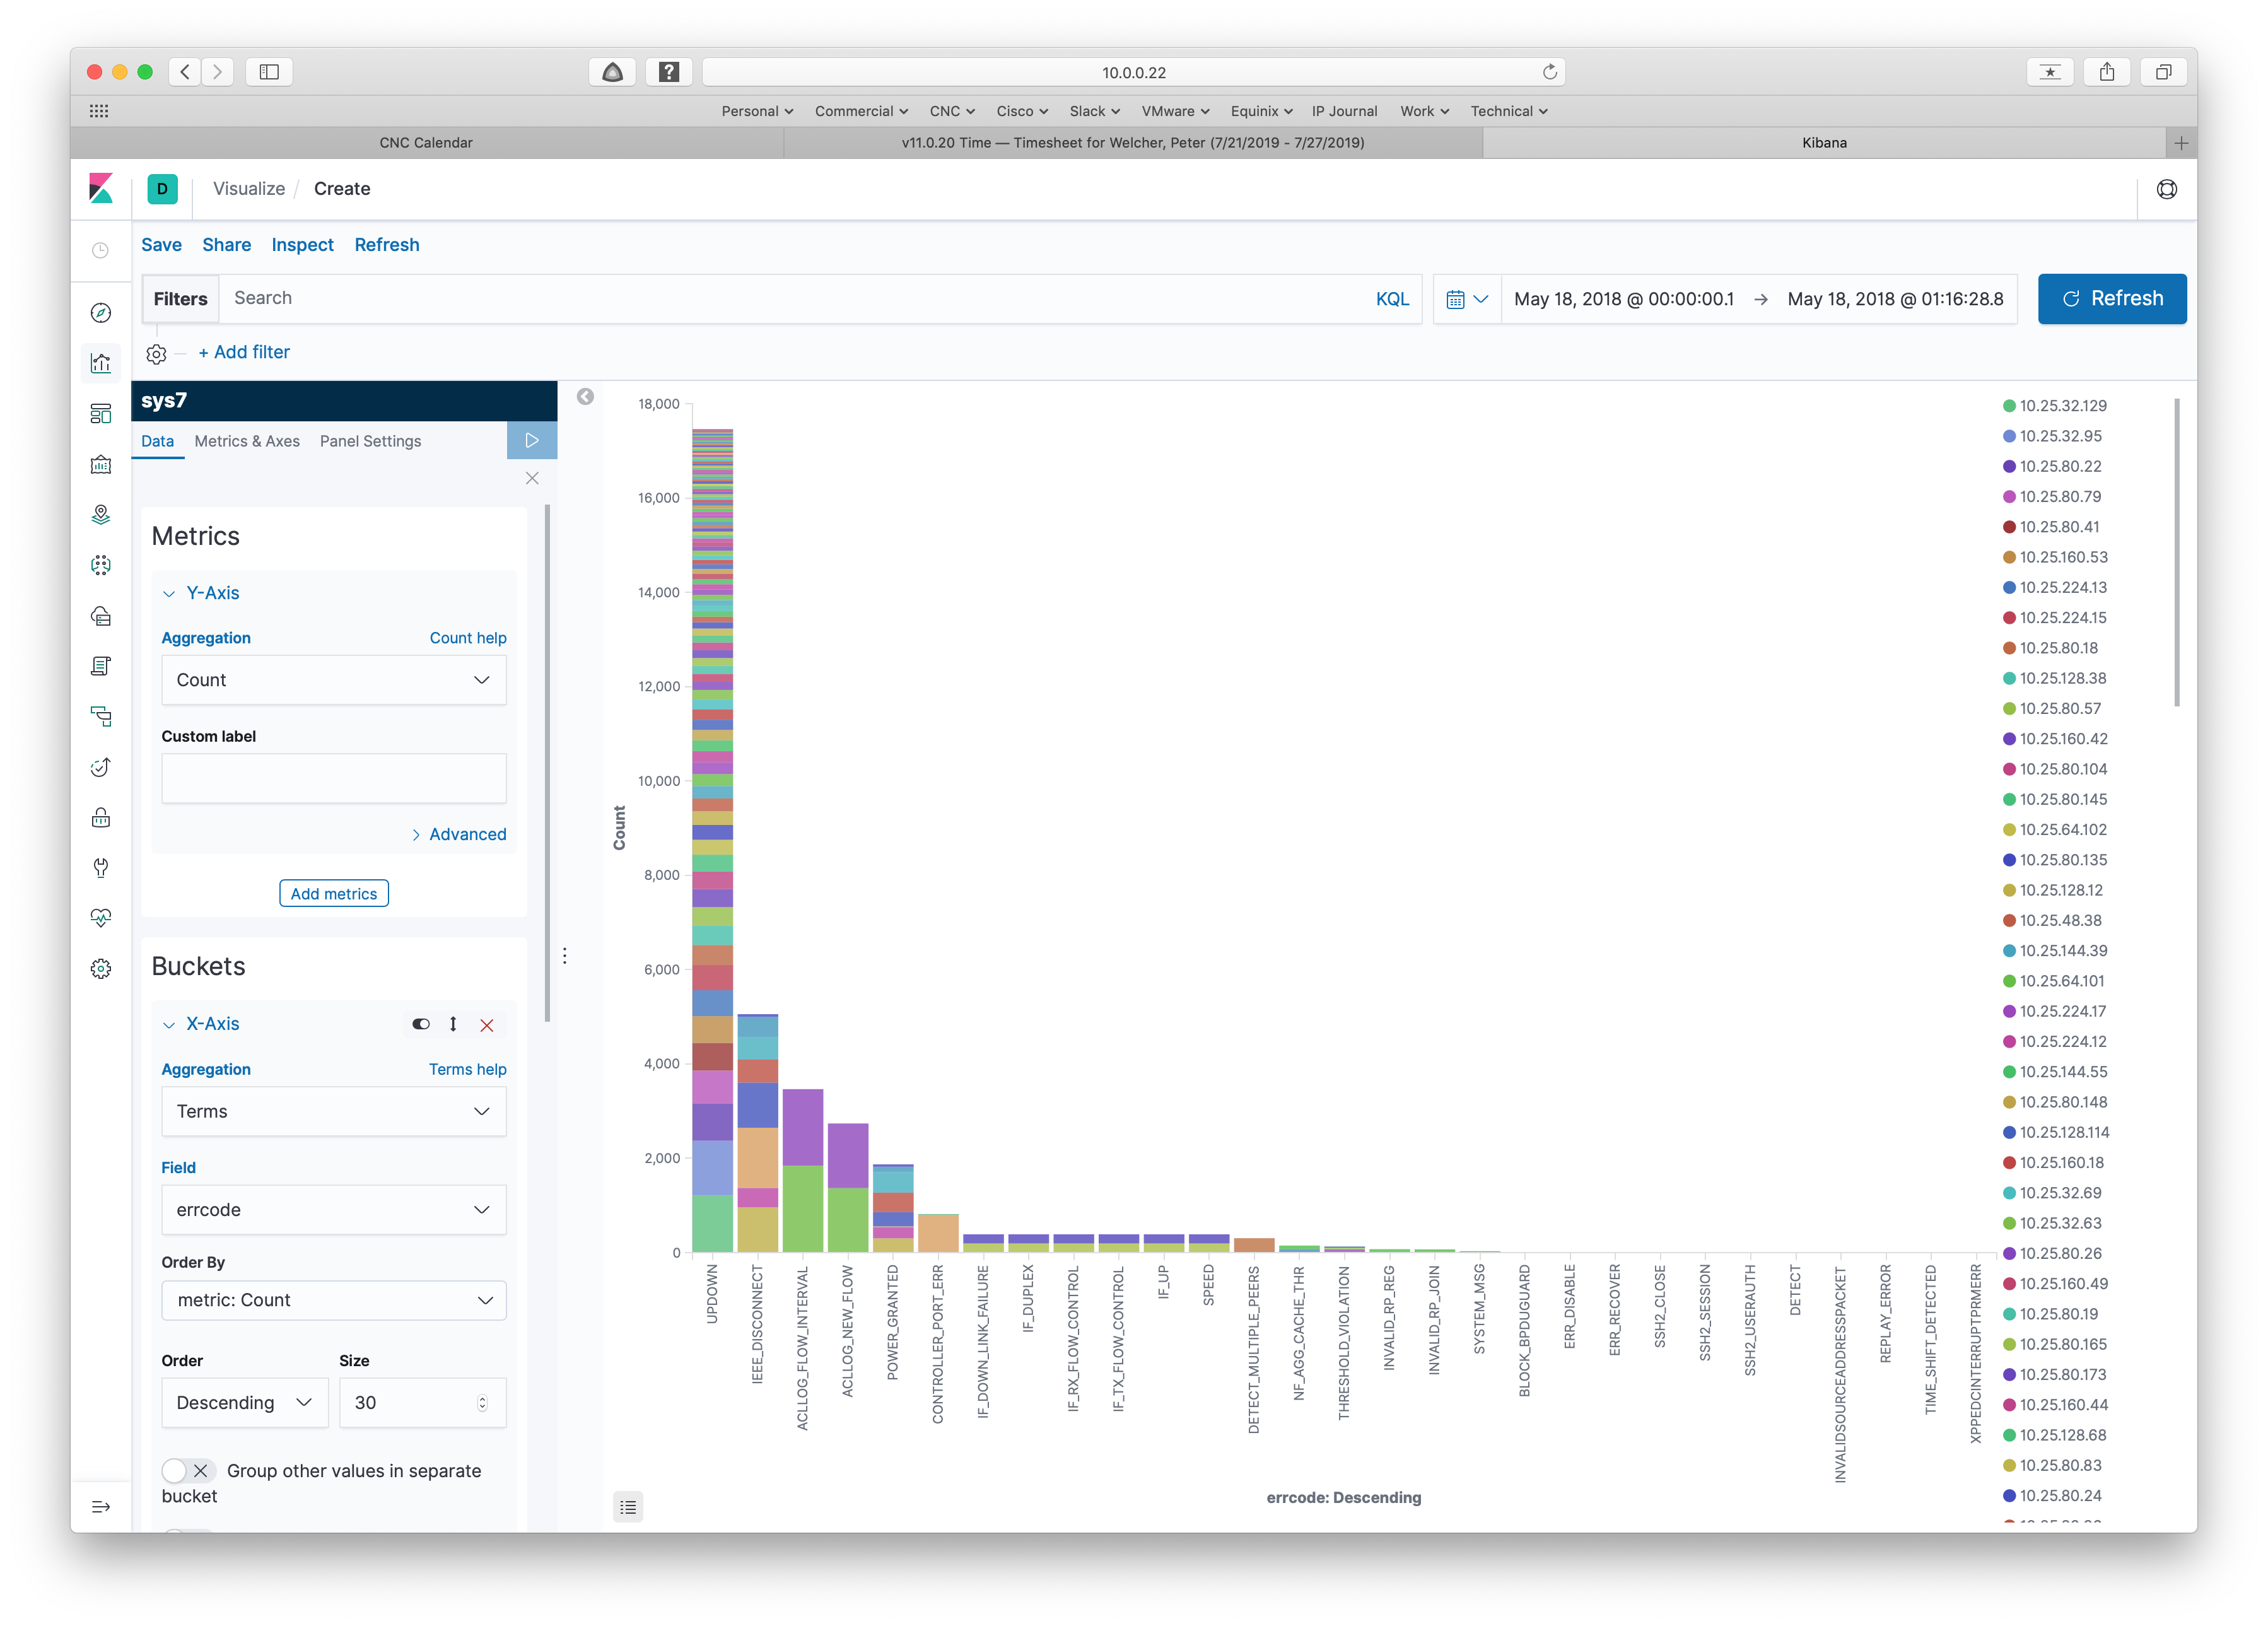 10.0.0.22
Personal Commercial CNC Cisco Slack VMware Equinix IP Journal Work Technical
CNC Calendar
v11.0.20 Time — Timesheet for Welcher, Peter (7/21/2019 - 7/27/2019)
Kibana
D
Visualize / Create
Save Share Inspect Refresh
Filters Search KQL
May 18, 2018 @ 00:00:00.1 → May 18, 2018 @ 01:16:28.8
Refresh
+ Add filter
sys7
Data Metrics & Axes Panel Settings
Metrics
Y-Axis
Aggregation Count help
Count
Custom label
Advanced
Add metrics
Buckets
X-Axis
Aggregation Terms help
Terms
Field
errcode
Order By
metric: Count
Order Size
Descending 30
Group other values in separate
bucket
Count
18,000
16,000
14,000
12,000
10,000
8,000
6,000
4,000
2,000
0
UPDOWN
IEEE_DISCONNECT
ACLLOG_FLOW_INTERVAL
ACLLOG_NEW_FLOW
POWER_GRANTED
CONTROLLER_PORT_ERR
IF_DOWN_LINK_FAILURE
IF_DUPLEX
IF_RX_FLOW_CONTROL
IF_TX_FLOW_CONTROL
IF_UP
SPEED
DETECT_MULTIPLE_PEERS
NF_AGG_CACHE_THR
THRESHOLD_VIOLATION
INVALID_RP_REG
INVALID_RP_JOIN
SYSTEM_MSG
BLOCK_BPDUGUARD
ERR_DISABLE
ERR_RECOVER
SSH2_CLOSE
SSH2_SESSION
SSH2_USERAUTH
DETECT
INVALIDSOURCEADDRESSPACKET
REPLAY_ERROR
TIME_SHIFT_DETECTED
XPPEDCINTERRUPTPRMERR
errcode: Descending
10.25.32.129
10.25.32.95
10.25.80.22
10.25.80.79
10.25.80.41
10.25.160.53
10.25.224.13
10.25.224.15
10.25.80.18
10.25.128.38
10.25.80.57
10.25.160.42
10.25.80.104
10.25.80.145
10.25.64.102
10.25.80.135
10.25.128.12
10.25.48.38
10.25.144.39
10.25.64.101
10.25.224.17
10.25.224.12
10.25.144.55
10.25.80.148
10.25.128.114
10.25.160.18
10.25.32.69
10.25.32.63
10.25.80.26
10.25.160.49
10.25.80.19
10.25.80.165
10.25.80.173
10.25.160.44
10.25.128.68
10.25.80.83
10.25.80.24